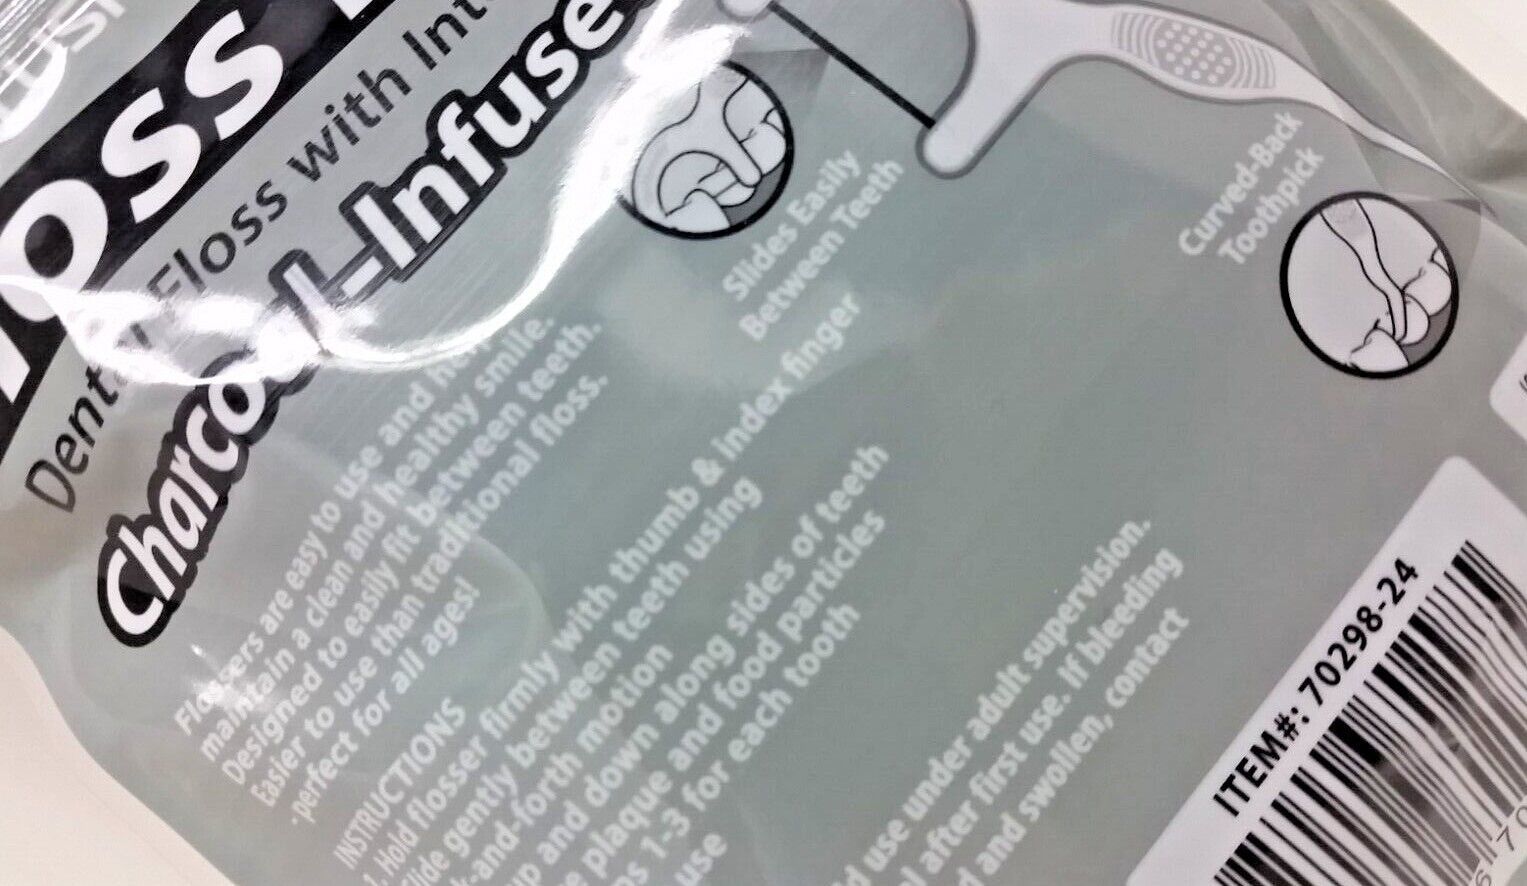 oss
Dental Floss with Int
Charcoal-Infuse
Slides Easily
Between Teeth
Curved-Back
Toothpick
Flossers are easy to use and
maintain a clean and healthy smile.
Designed to easily fit between teeth.
Easier to use than traditional floss.
-perfect for all ages!
INSTRUCTIONS
1. Hold flosser firmly with thumb & index finger
lide gently between teeth using
k-and-forth motion
up and down along sides of teeth
e plaque and food particles
1-3 for each tooth
use
d use under adult supervision.
after first use. If bleeding
d and swollen, contact
ITEM#: 70298-24